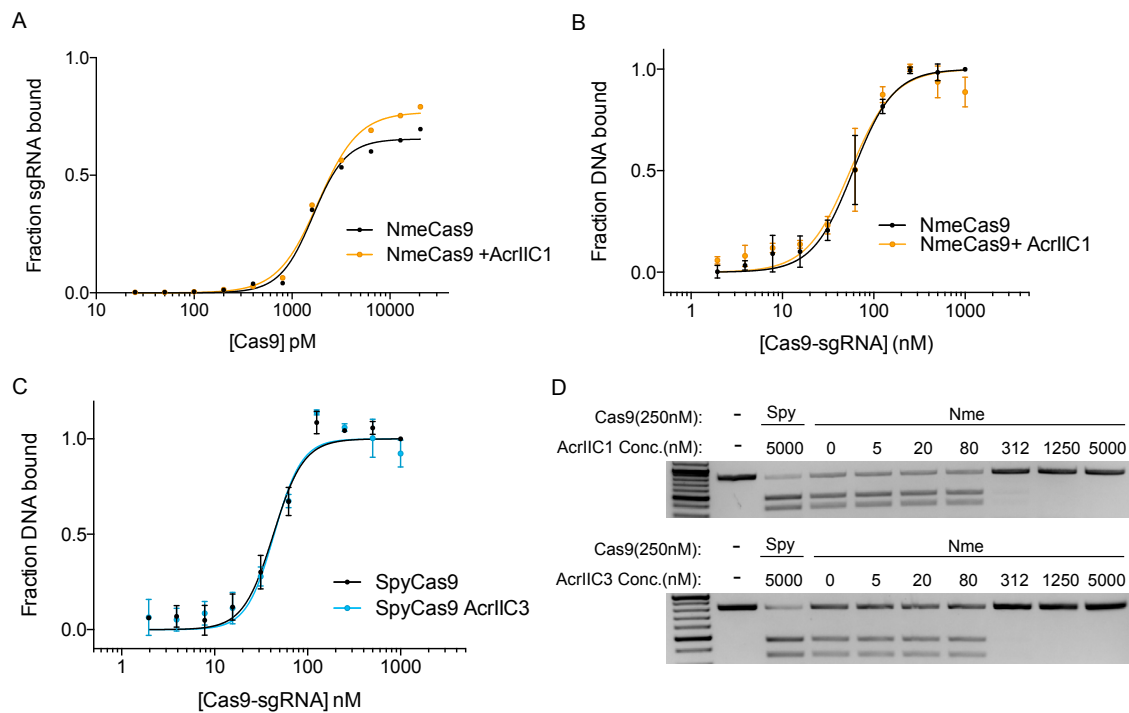 A
Fraction sgRNA bound
1.0
0.5
0.0
10
100
1000
10000
[Cas9] pM
NmeCas9
NmeCas9 +AcrIIC1
B
Fraction DNA bound
1.0
0.5
0.0
1
10
100
1000
[Cas9-sgRNA] (nM)
NmeCas9
NmeCas9+ AcrIIC1
C
Fraction DNA bound
1.0
0.5
0.0
1
10
100
1000
[Cas9-sgRNA] nM
SpyCas9
SpyCas9 AcrIIC3
D
Cas9(250nM): - Spy Nme
AcrIIC1 Conc.(nM): - 5000 0 5 20 80 312 1250 5000
Cas9(250nM): - Spy Nme
AcrIIC3 Conc.(nM): - 5000 0 5 20 80 312 1250 5000